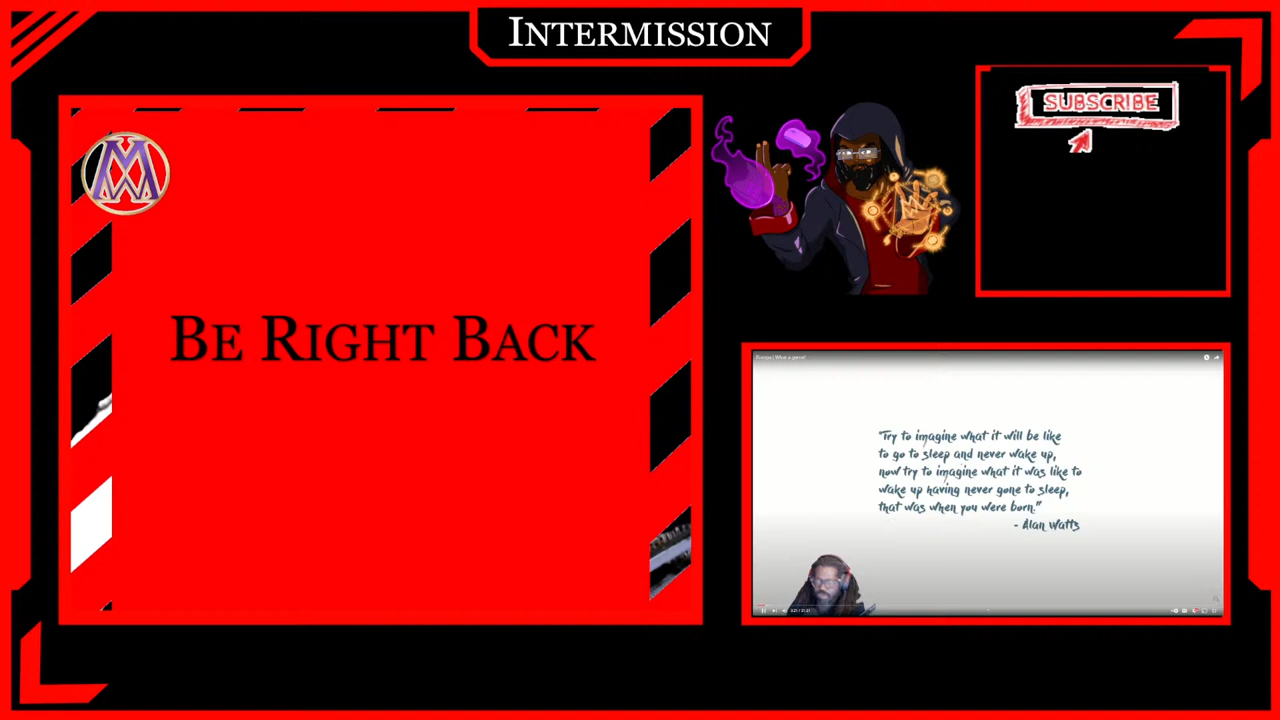 INTERMISSION
SUBSCRIBE
BE RIGHT BACK
"Try to imagine what it will be like
to go to sleep and never wake up,
now try to imagine what it was like to
wake up having never gone to sleep,
that was when you were born."
- Alan Watts